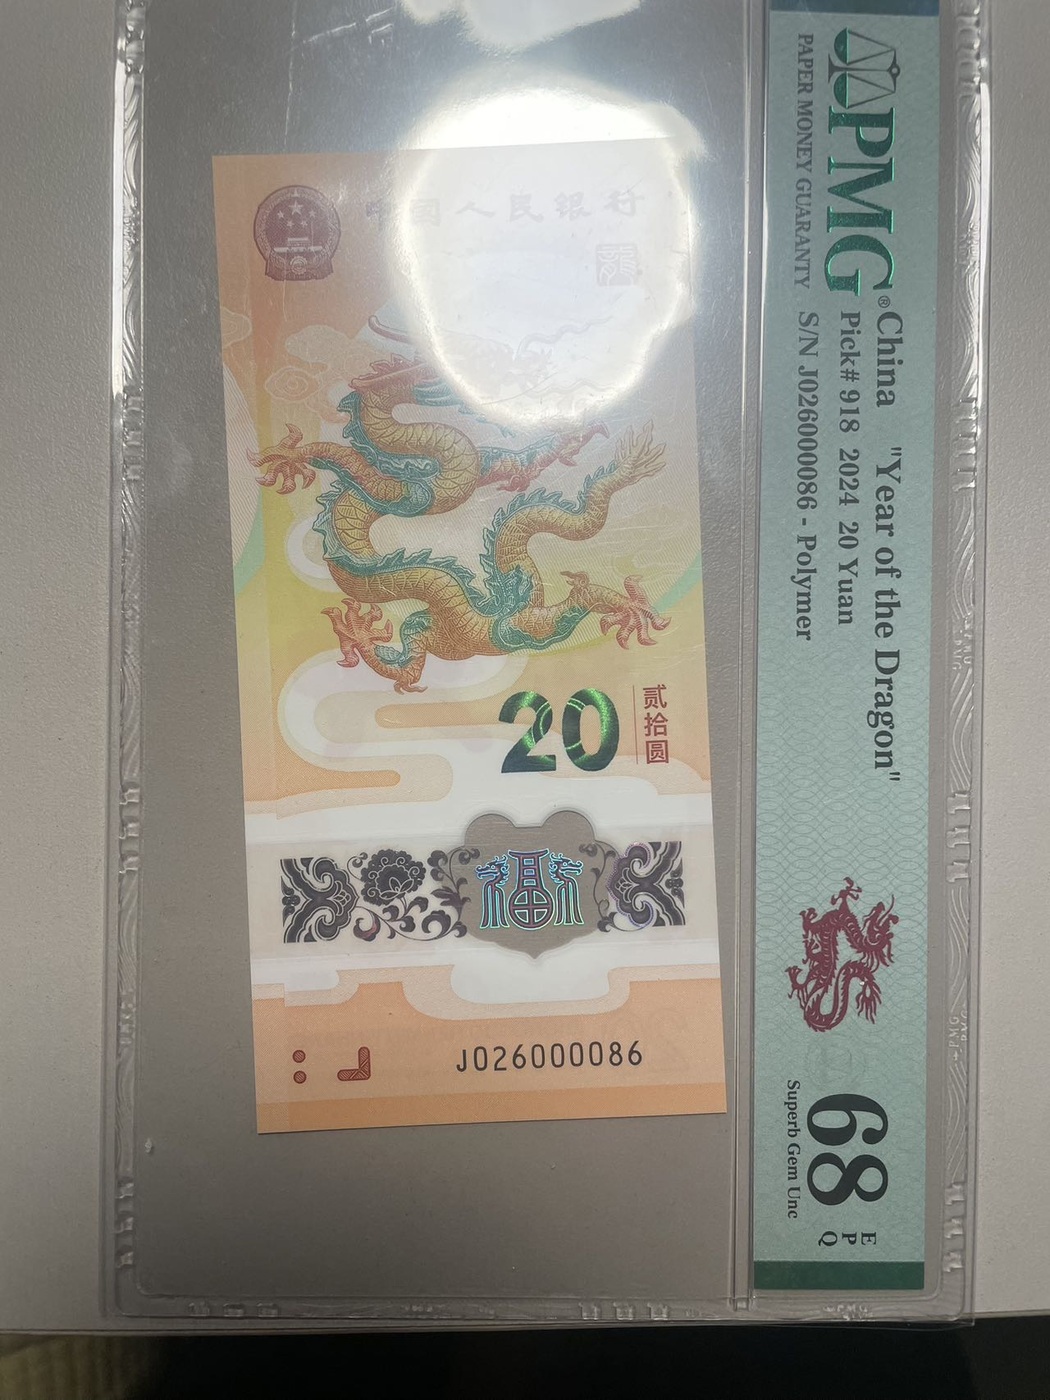 PMG®
PAPER MONEY GUARANTY
China "Year of the Dragon"
Pick# 918 2024 20 Yuan
S/N J026000086 - Polymer
68
EPQ
Superb Gem Unc
中国人民银行
20
贰拾圆
福
J026000086